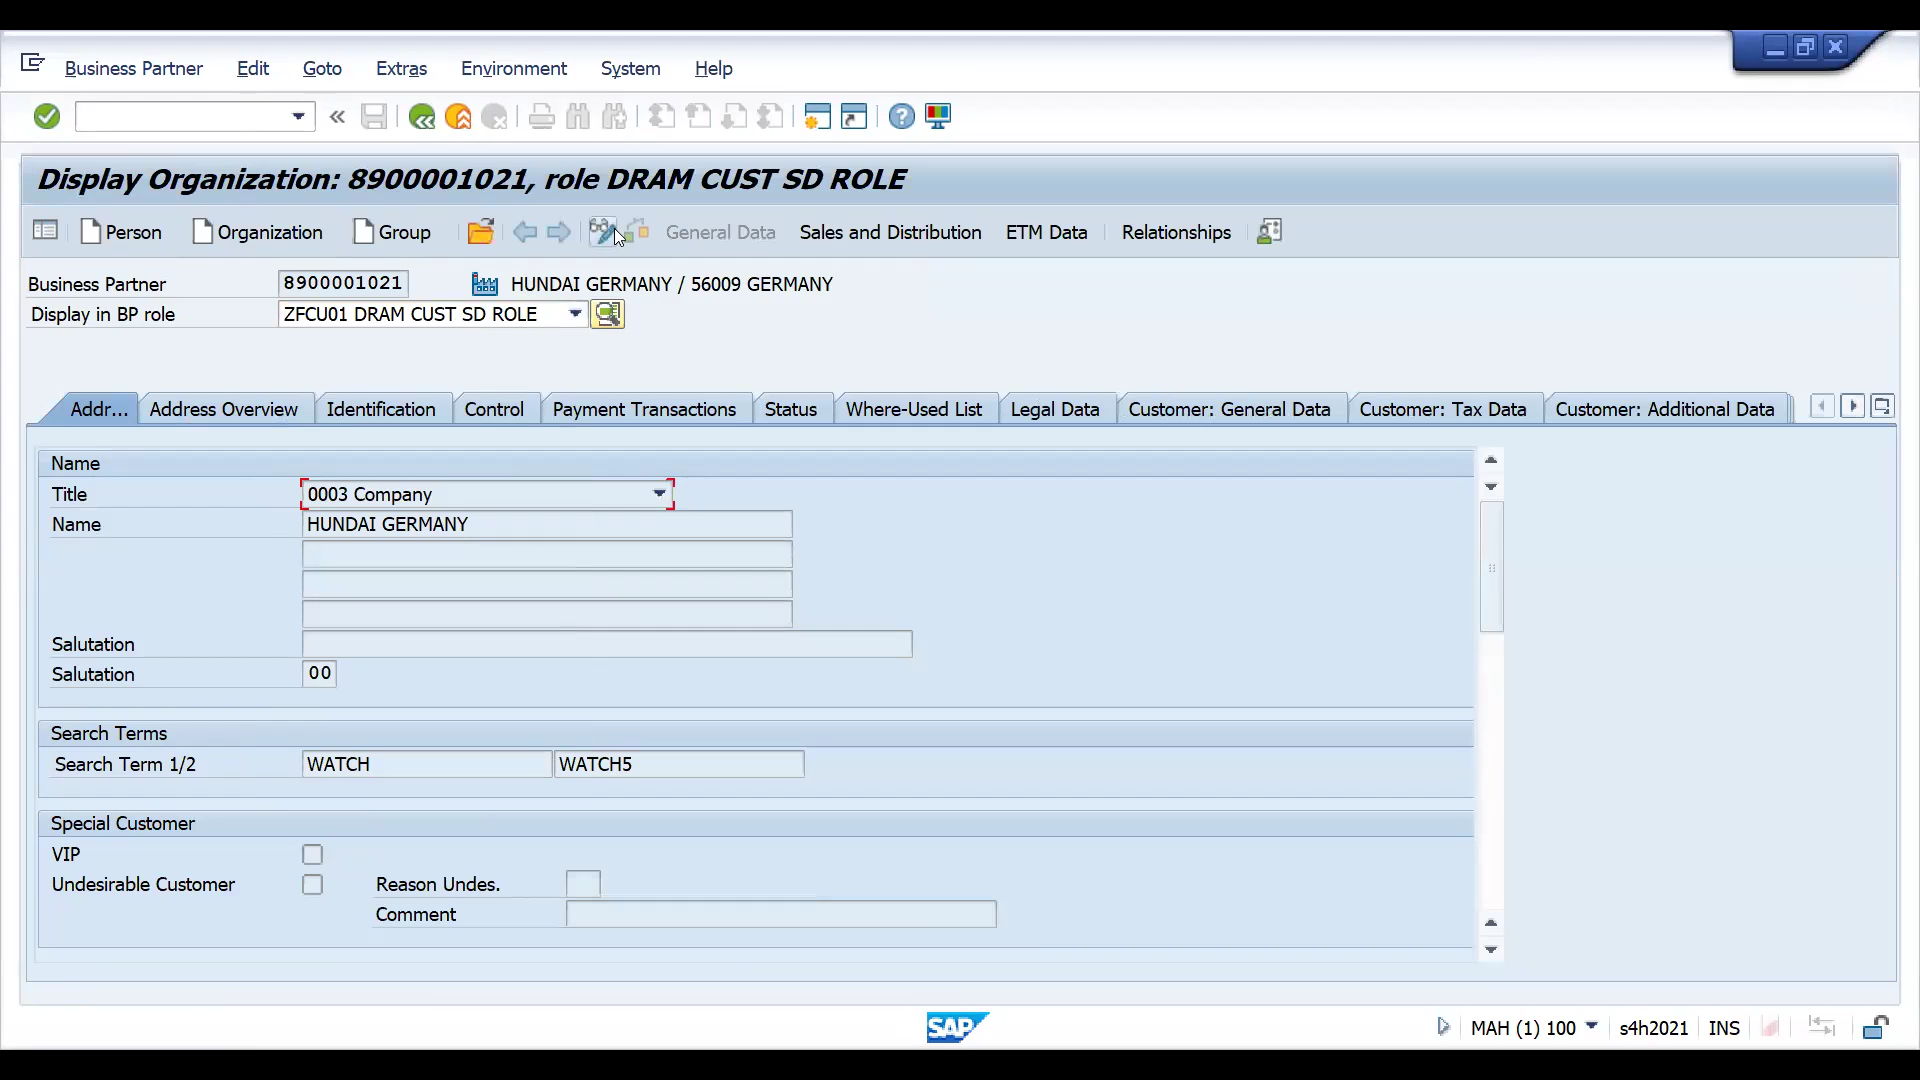 Business Partner Edit Goto Extras Environment System Help
Display Organization: 8900001021, role DRAM CUST SD ROLE
Person Organization Group General Data Sales and Distribution ETM Data Relationships
Business Partner 8900001021 HUNDAI GERMANY / 56009 GERMANY
Display in BP role ZFCU01 DRAM CUST SD ROLE
Addr... Address Overview Identification Control Payment Transactions Status Where-Used List Legal Data Customer: General Data Customer: Tax Data Customer: Additional Data
Name
Title 0003 Company
Name HUNDAI GERMANY
Salutation
Salutation 00
Search Terms
Search Term 1/2 WATCH WATCH5
Special Customer
VIP
Undesirable Customer Reason Undes.
Comment
SAP MAH (1) 100 s4h2021 INS